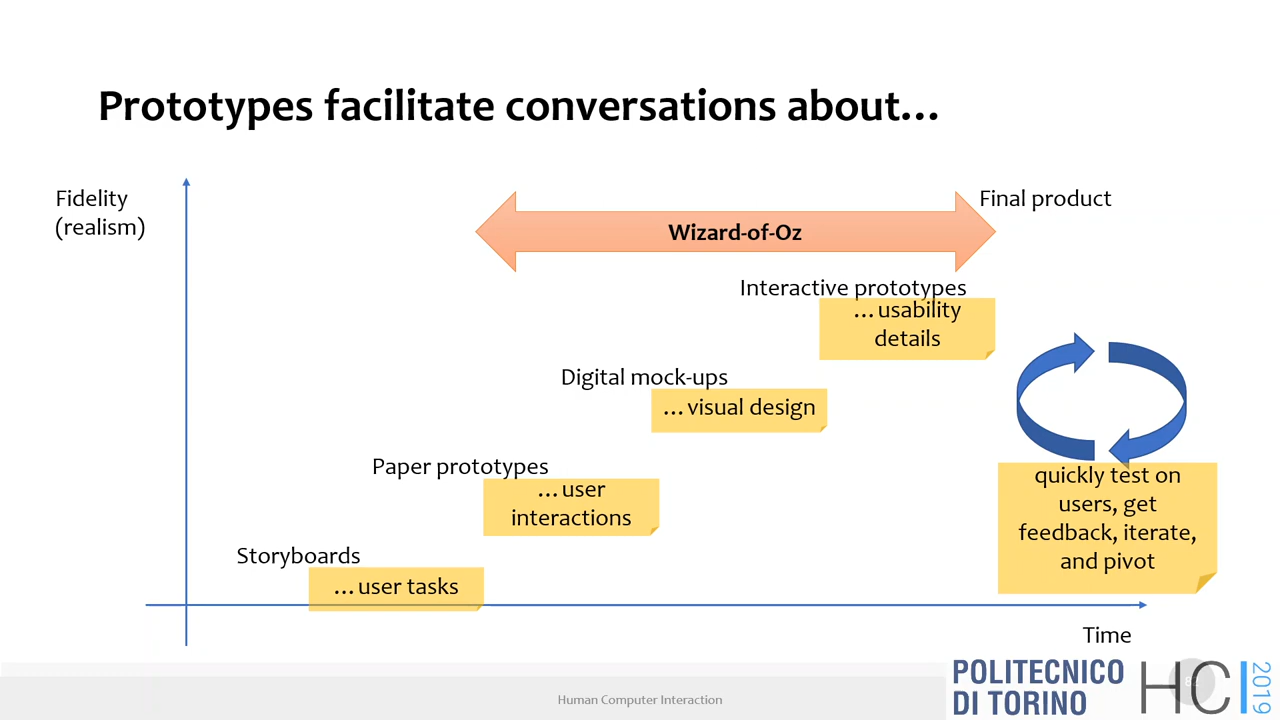 Prototypes facilitate conversations about…
Fidelity
(realism)
Final product
Wizard-of-Oz
Interactive prototypes
…usability
details
Digital mock-ups
…visual design
Paper prototypes
…user
interactions
quickly test on
users, get
feedback, iterate,
and pivot
Storyboards
…user tasks
Time
Human Computer Interaction
POLITECNICO
DI TORINO
HCI
2019